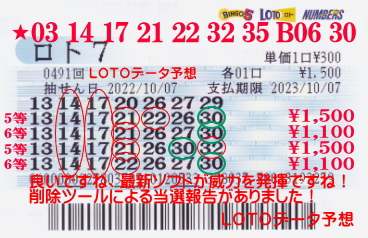 BINGO5 LOTO ロト NUMBERS
★03 14 17 21 22 32 35 B06 30
ロト7 単価1口¥300
0491回 LOTOデータ予想 各01口 ¥1,500
抽せん日 2022/10/07 支払期限 2023/10/07
13 14 17 20 26 27 29
5等 13 14 17 21 22 26 30 ¥1,500
6等 13 14 17 21 26 27 30 ¥1,100
5等 13 14 17 21 26 30 32 ¥1,500
6等 13 14 17 22 26 27 30 ¥1,100
良いですね、最新ソフトが威力を発揮ですね!
削除ツールによる当選報告がありました!
LOTOデータ予想